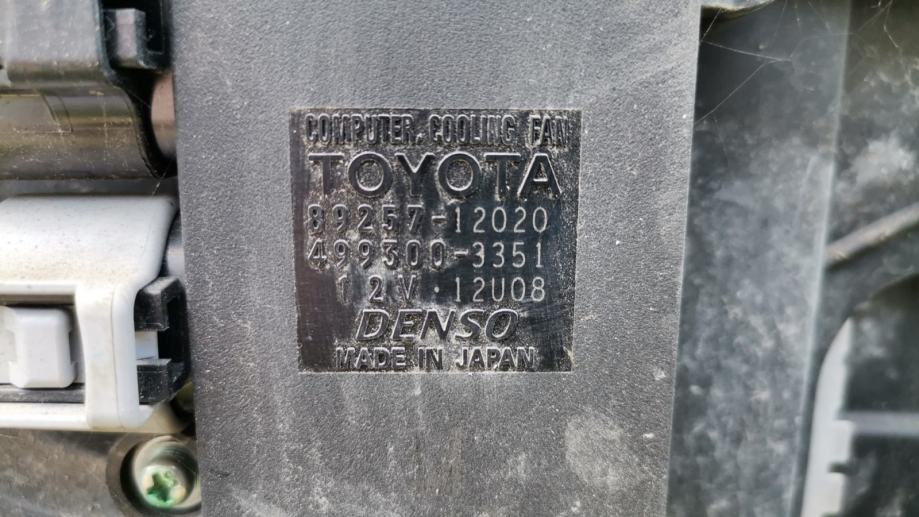 COMPUTER, COOLING FAN
TOYOTA
89257-12020
499300-3351
12V · 12U08
DENSO
MADE IN JAPAN